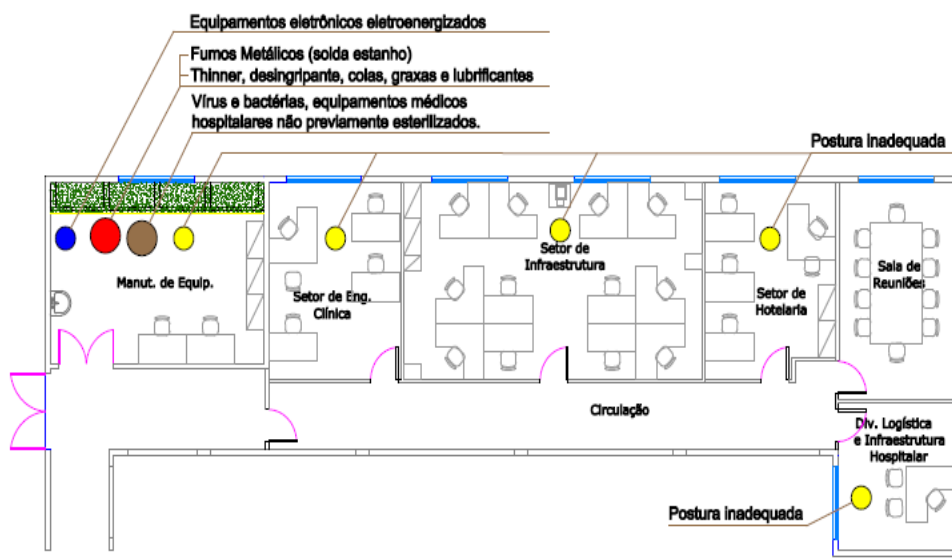 Equipamentos eletrônicos eletroenergizados
Fumos Metálicos (solda estanho)
Thinner, desingripante, colas, graxas e lubrificantes
Vírus e bactérias, equipamentos médicos
hospitalares não previamente esterilizados.
Postura inadequada
Manut. de Equip.
Setor de Eng.
Clínica
Setor de
Infraestrutura
Setor de
Hotelaria
Sala de
Reuniões
Circulação
Div. Logística
e Infraestrutura
Hospitalar
Postura inadequada